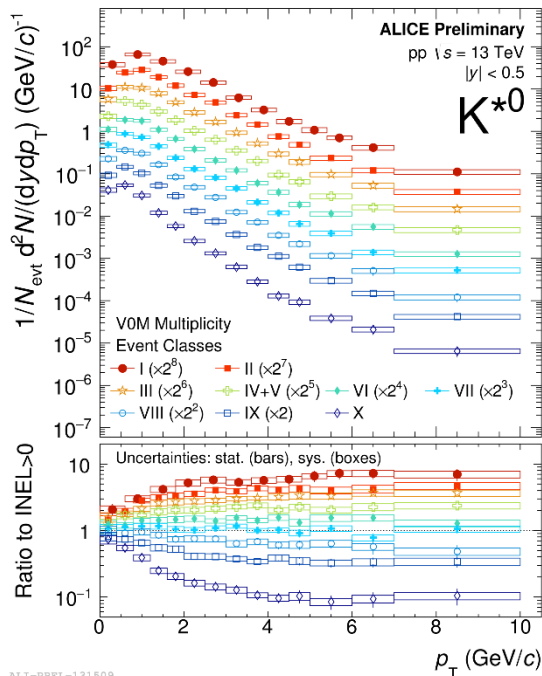 ALICE Preliminary
pp √s = 13 TeV
|y| < 0.5
K*0
1/N_evt d²N/(dydp_T) (GeV/c)⁻¹
10²
10
1
10⁻¹
10⁻²
10⁻³
10⁻⁴
10⁻⁵
10⁻⁶
10⁻⁷
V0M Multiplicity
Event Classes
I (×2⁸) II (×2⁷)
III (×2⁶) IV+V (×2⁵) VI (×2⁴) VII (×2³)
VIII (×2²) IX (×2) X
Ratio to INEL>0
Uncertainties: stat. (bars), sys. (boxes)
10
1
10⁻¹
0 2 4 6 8 10
p_T (GeV/c)